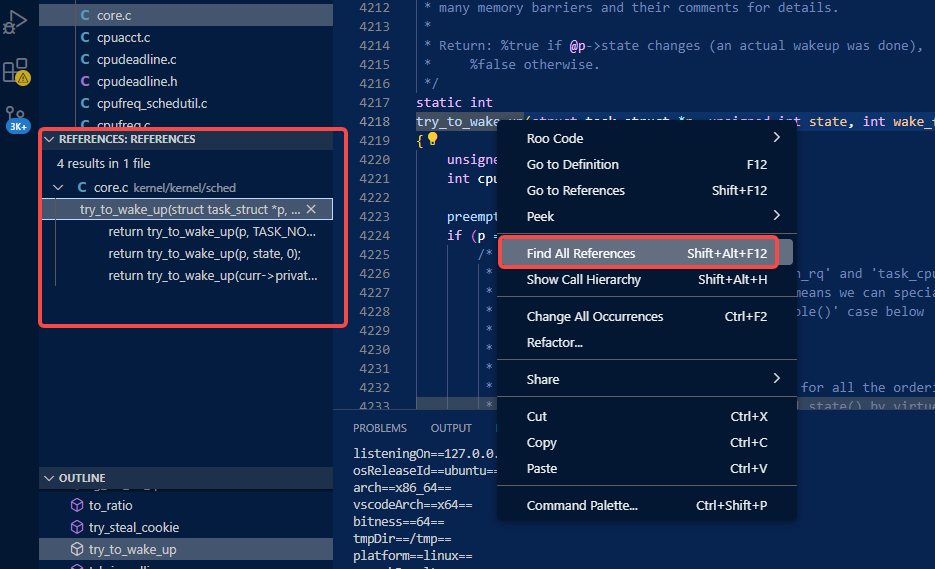 core.c
cpuacct.c
cpudeadline.c
cpudeadline.h
cpufreq_schedutil.c
cpufreq.c
3K+
REFERENCES: REFERENCES
4 results in 1 file
core.c kernel/kernel/sched
try_to_wake_up(struct task_struct *p, ...
return try_to_wake_up(p, TASK_NO...
return try_to_wake_up(p, state, 0);
return try_to_wake_up(curr->privat...
OUTLINE
to_ratio
try_steal_cookie
try_to_wake_up
4212 * many memory barriers and their comments for details.
4213 *
4214 * Return: %true if @p->state changes (an actual wakeup was done),
4215 * %false otherwise.
4216 */
4217 static int
4218 try_to_wake_up(struct task_struct *p, unsigned int state, int wake_f
4219 {
4220 unsigne
4221 int cpu
4222
4223 preempt
4224 if (p =
4225 /*
4226 * n_rq' and 'task_cpu
4227 * means we can special
4228 * ble()' case below
4229 *
4230 *
4231 *
4232 * for all the orderi
4233 * state() by virtue
Roo Code
Go to Definition F12
Go to References Shift+F12
Peek
Find All References Shift+Alt+F12
Show Call Hierarchy Shift+Alt+H
Change All Occurrences Ctrl+F2
Refactor...
Share
Cut Ctrl+X
Copy Ctrl+C
Paste Ctrl+V
Command Palette... Ctrl+Shift+P
PROBLEMS OUTPUT
listeningOn==127.0.0.
osReleaseId==ubuntu==
arch==x86_64==
vscodeArch==x64==
bitness==64==
tmpDir==/tmp==
platform==linux==